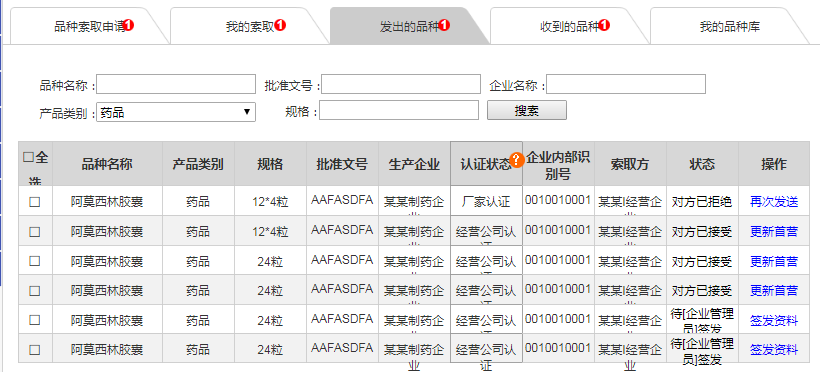 品种索取申请 1 我的索取 1 发出的品种 1 收到的品种 1 我的品种库
品种名称： 批准文号： 企业名称：
产品类别： 药品 规格： 搜索
全选 品种名称 产品类别 规格 批准文号 生产企业 认证状态 ? 企业内部识别号 索取方 状态 操作
阿莫西林胶囊 药品 12*4粒 AAFASDFA 某某制药企业 厂家认证 0010010001 某某I经营企业 对方已拒绝 再次发送
阿莫西林胶囊 药品 12*4粒 AAFASDFA 某某制药企业 经营公司认证 0010010001 某某I经营企业 对方已接受 更新首营
阿莫西林胶囊 药品 24粒 AAFASDFA 某某制药企业 经营公司认证 0010010001 某某I经营企业 对方已接受 更新首营
阿莫西林胶囊 药品 24粒 AAFASDFA 某某制药企业 经营公司认证 0010010001 某某I经营企业 对方已接受 更新首营
阿莫西林胶囊 药品 24粒 AAFASDFA 某某制药企业 经营公司认证 0010010001 某某I经营企业 待[企业管理员]签发 签发资料
阿莫西林胶囊 药品 24粒 AAFASDFA 某某制药企业 经营公司认证 0010010001 某某I经营企业 待[企业管理员]签发 签发资料